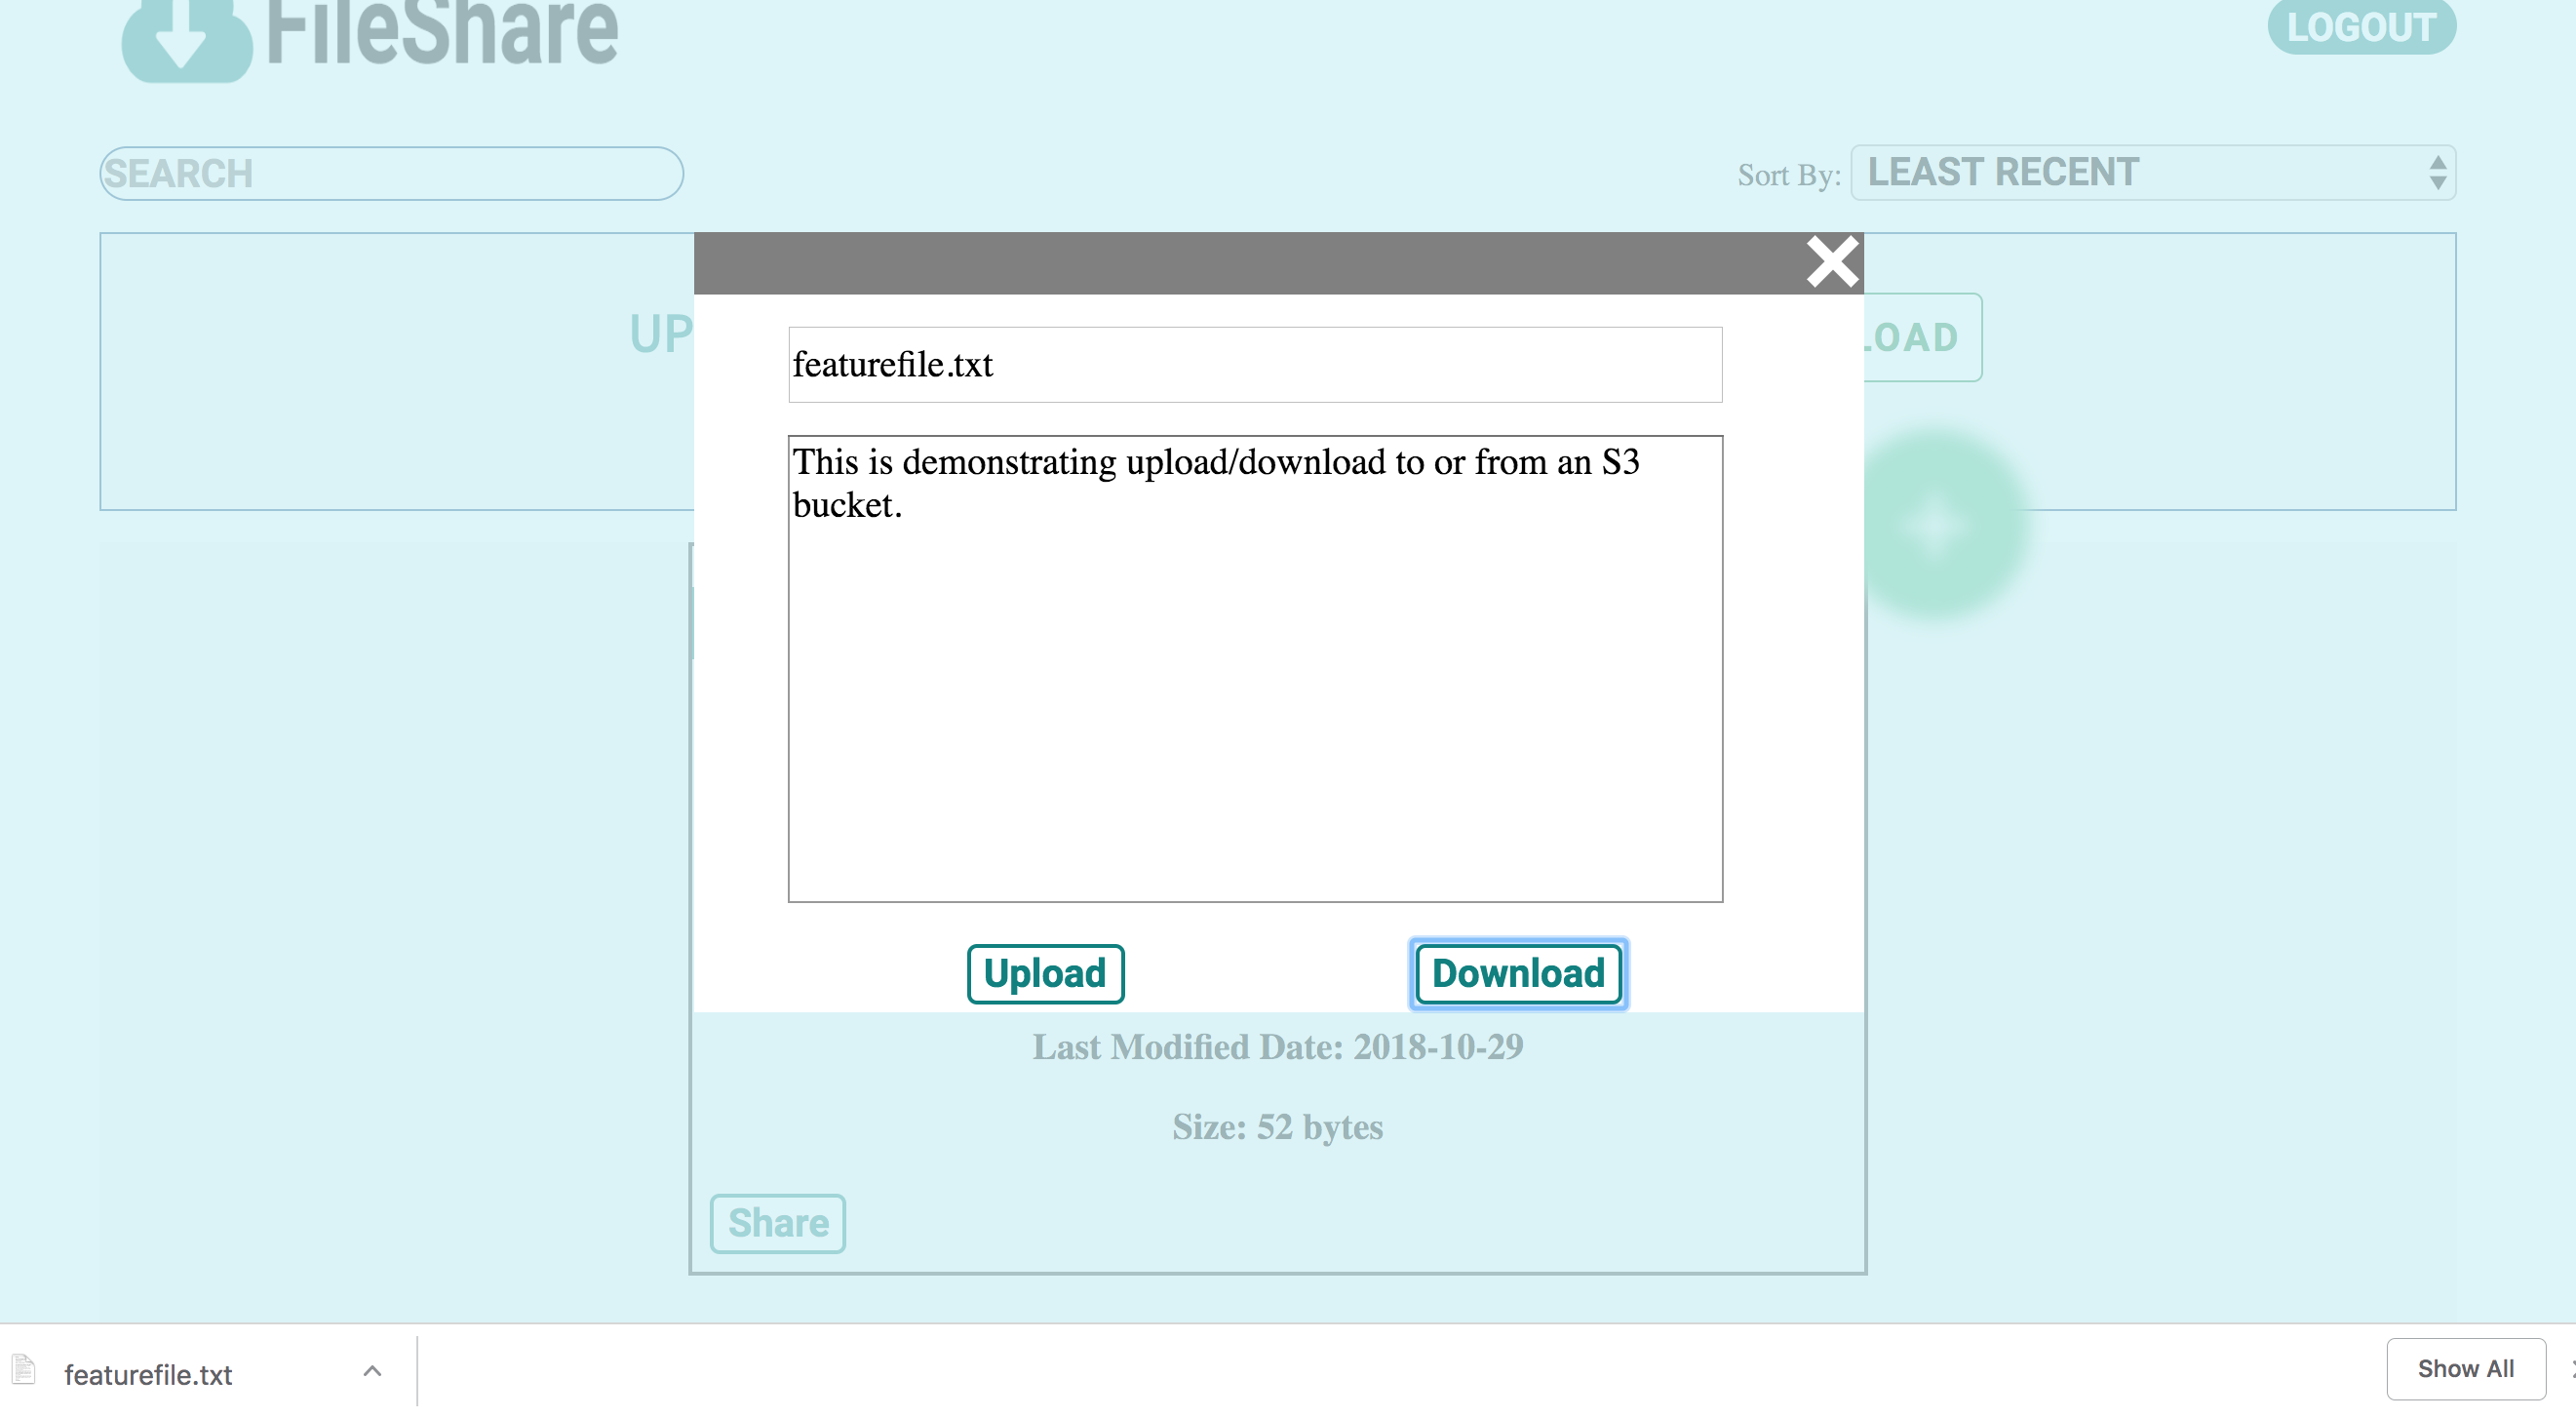 FileShare
LOGOUT
SEARCH
Sort By: LEAST RECENT
UP
LOAD
featurefile.txt
This is demonstrating upload/download to or from an S3
bucket.
Upload Download
Last Modified Date: 2018-10-29
Size: 52 bytes
Share
featurefile.txt
Show All